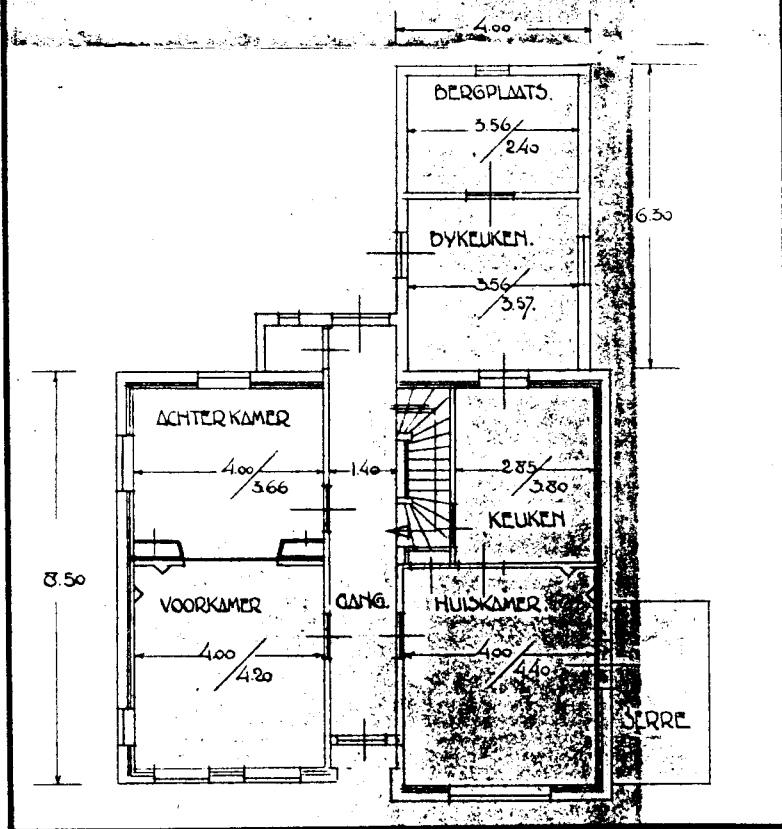 4.00
BERGPLAATS.
3.56
2.40
6.30
BYKEUKEN.
3.56
3.57.
ACHTER KAMER
4.00
3.66
1.40
2.85
3.80
KEUKEN
8.50
VOORKAMER
GANG.
HUISKAMER.
4.00
4.20
4.00
4.40
SERRE